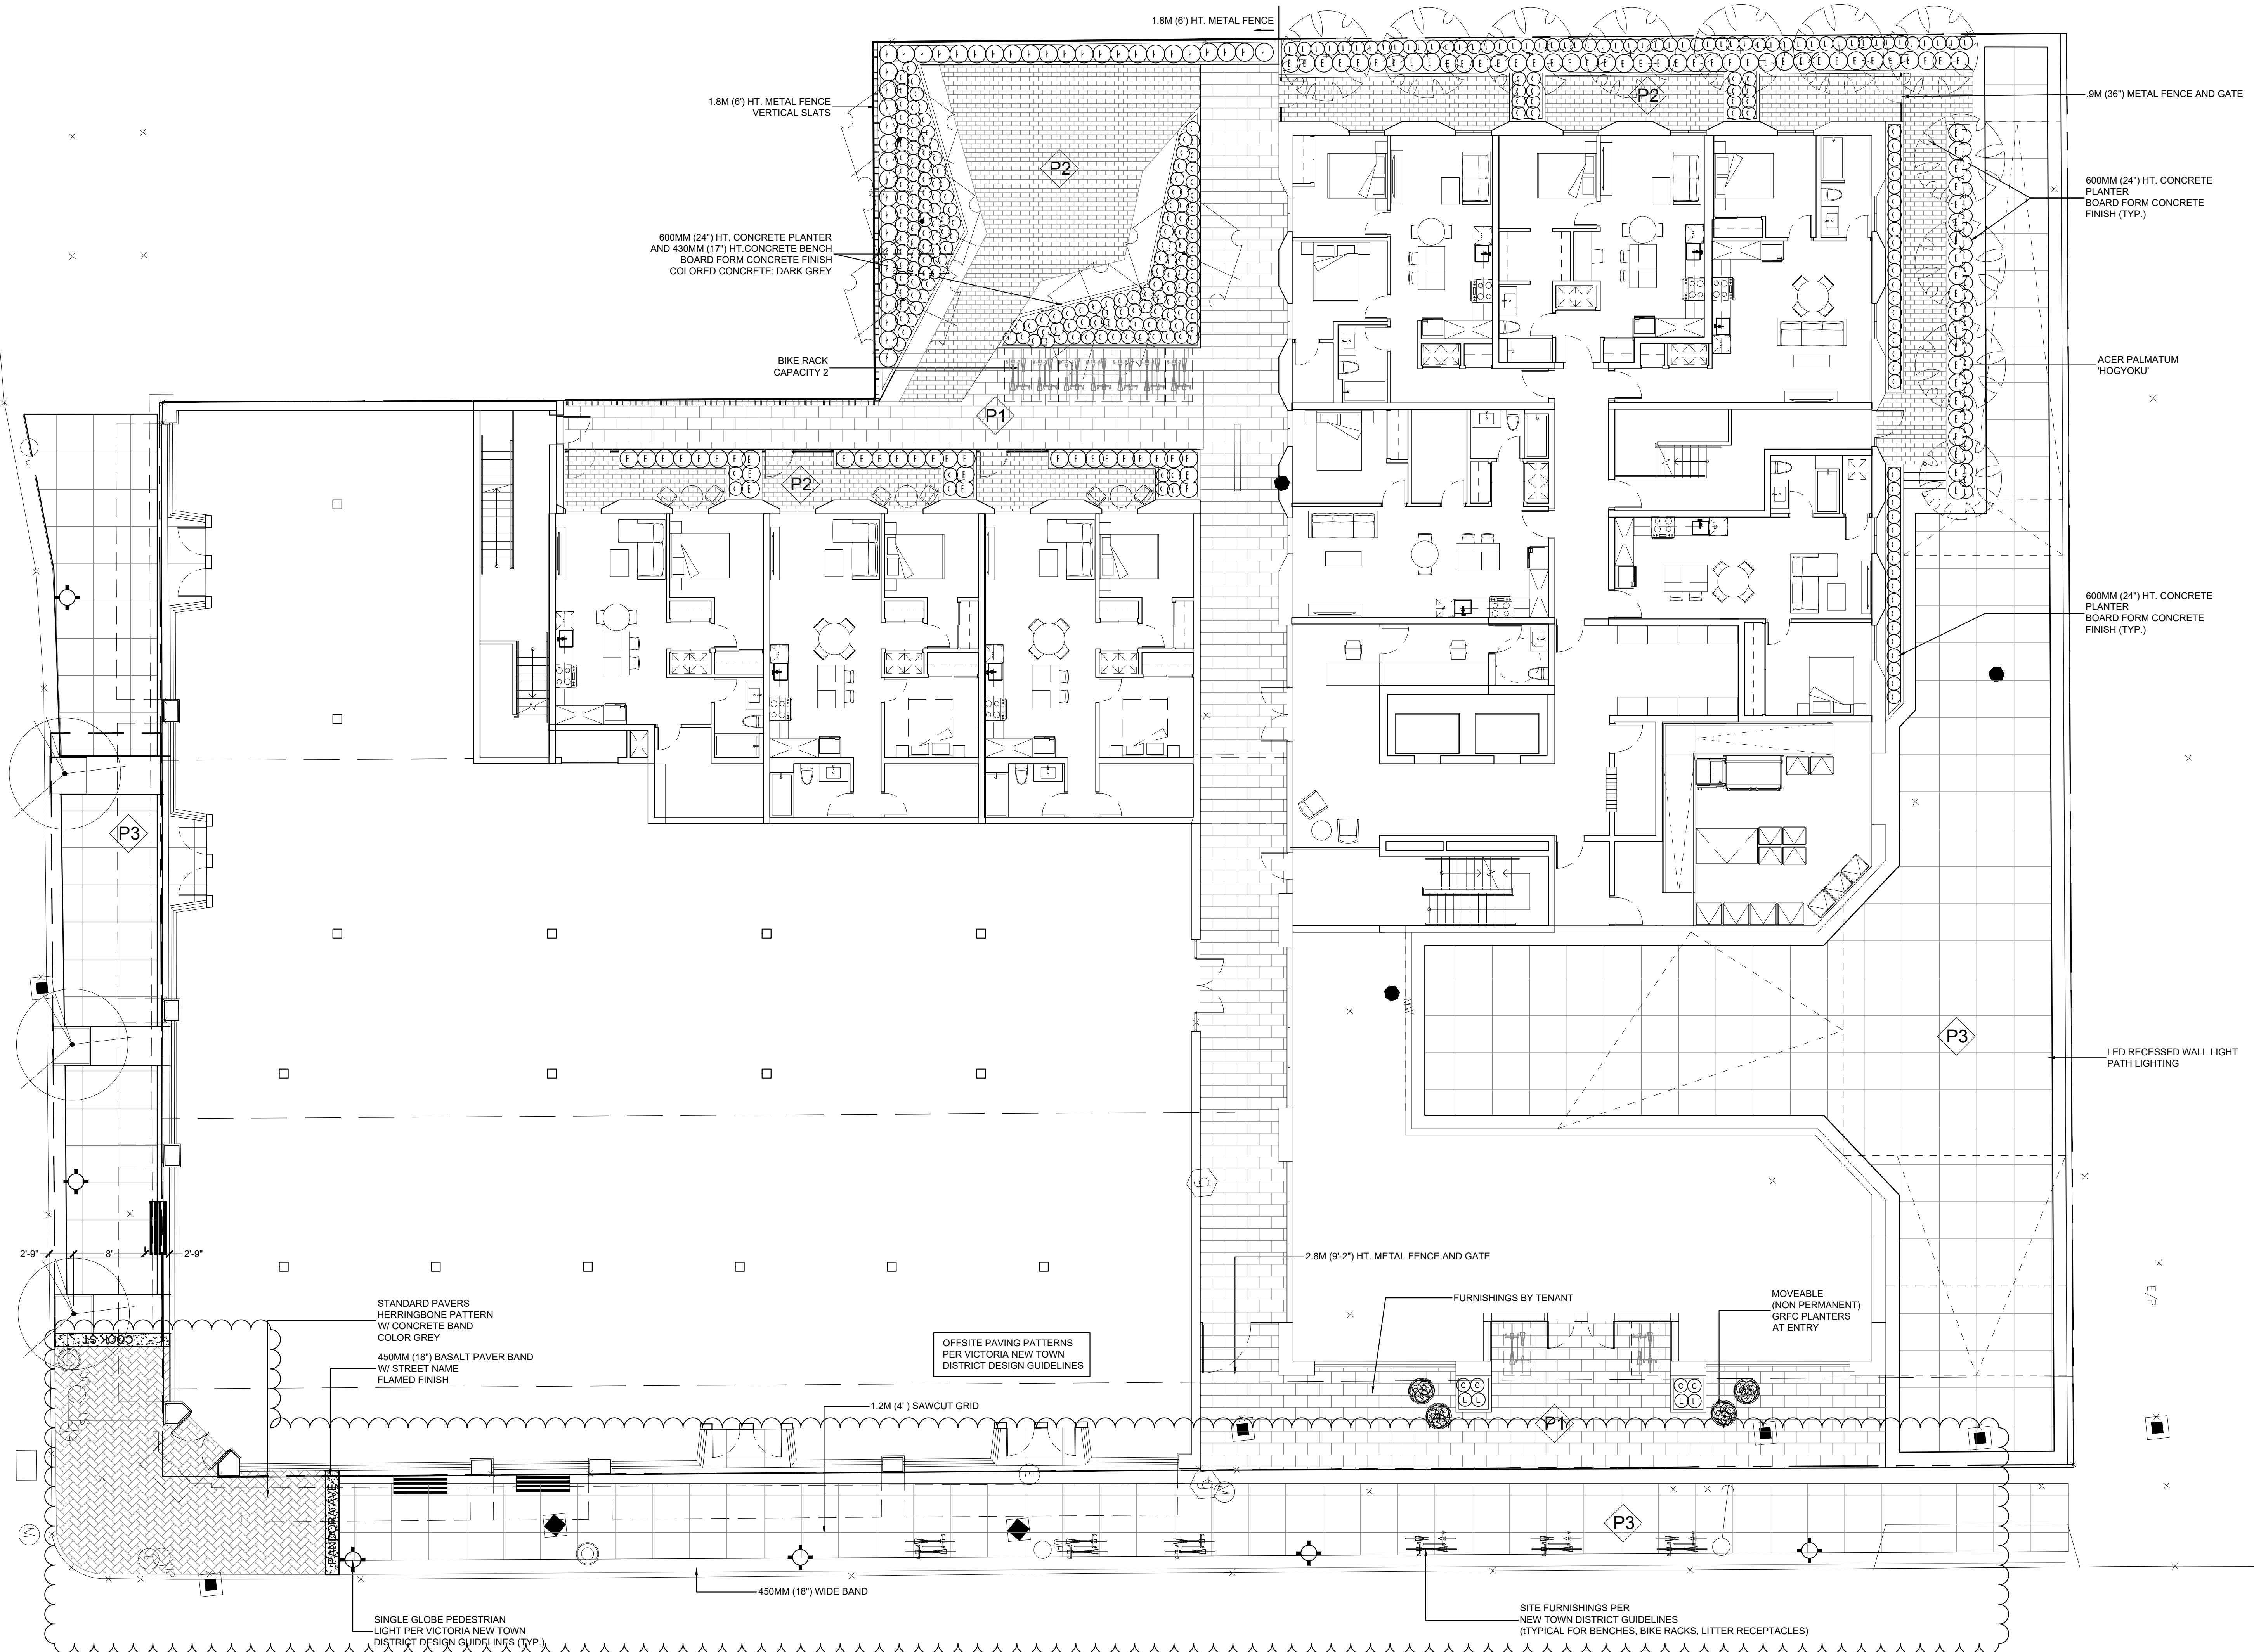 1.8M (6') HT. METAL FENCE
1.8M (6') HT. METAL FENCE
VERTICAL SLATS
P2
P2
.9M (36") METAL FENCE AND GATE
600MM (24") HT. CONCRETE
PLANTER
BOARD FORM CONCRETE
FINISH (TYP.)
600MM (24") HT. CONCRETE PLANTER
AND 430MM (17") HT.CONCRETE BENCH
BOARD FORM CONCRETE FINISH
COLORED CONCRETE: DARK GREY
BIKE RACK
CAPACITY 2
ACER PALMATUM
'HOGYOKU'
P1
P2
600MM (24") HT. CONCRETE
PLANTER
BOARD FORM CONCRETE
FINISH (TYP.)
P3
MW
P3
LED RECESSED WALL LIGHT
PATH LIGHTING
2'-9"
8'
2'-9"
2.8M (9'-2") HT. METAL FENCE AND GATE
E/P
STANDARD PAVERS
HERRINGBONE PATTERN
W/ CONCRETE BAND
COLOR GREY
FURNISHINGS BY TENANT
MOVEABLE
(NON PERMANENT)
GRFC PLANTERS
AT ENTRY
COOK ST.
OFFSITE PAVING PATTERNS
PER VICTORIA NEW TOWN
DISTRICT DESIGN GUIDELINES
450MM (18") BASALT PAVER BAND
W/ STREET NAME
FLAMED FINISH
1.2M (4' ) SAWCUT GRID
P1
PANDORA AVE
P3
450MM (18") WIDE BAND
SINGLE GLOBE PEDESTRIAN
LIGHT PER VICTORIA NEW TOWN
DISTRICT DESIGN GUIDELINES (TYP.)
SITE FURNISHINGS PER
NEW TOWN DISTRICT GUIDELINES
(tTYPICAL FOR BENCHES, BIKE RACKS, LITTER RECEPTACLES)